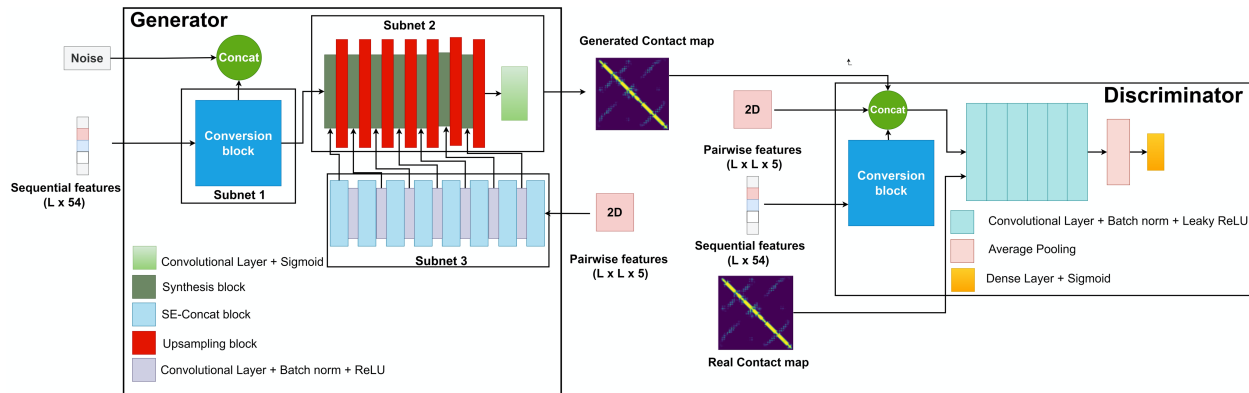 Generator
Noise
Concat
Subnet 2
Conversion
block
Subnet 1
Sequential features
(L x 54)
2D
Pairwise features
(L x L x 5)
Subnet 3
Convolutional Layer + Sigmoid
Synthesis block
SE-Concat block
Upsampling block
Convolutional Layer + Batch norm + ReLU
Generated Contact map
Discriminator
2D
Concat
Pairwise features
(L x L x 5)
Conversion
block
Sequential features
(L x 54)
Real Contact map
Convolutional Layer + Batch norm + Leaky ReLU
Average Pooling
Dense Layer + Sigmoid